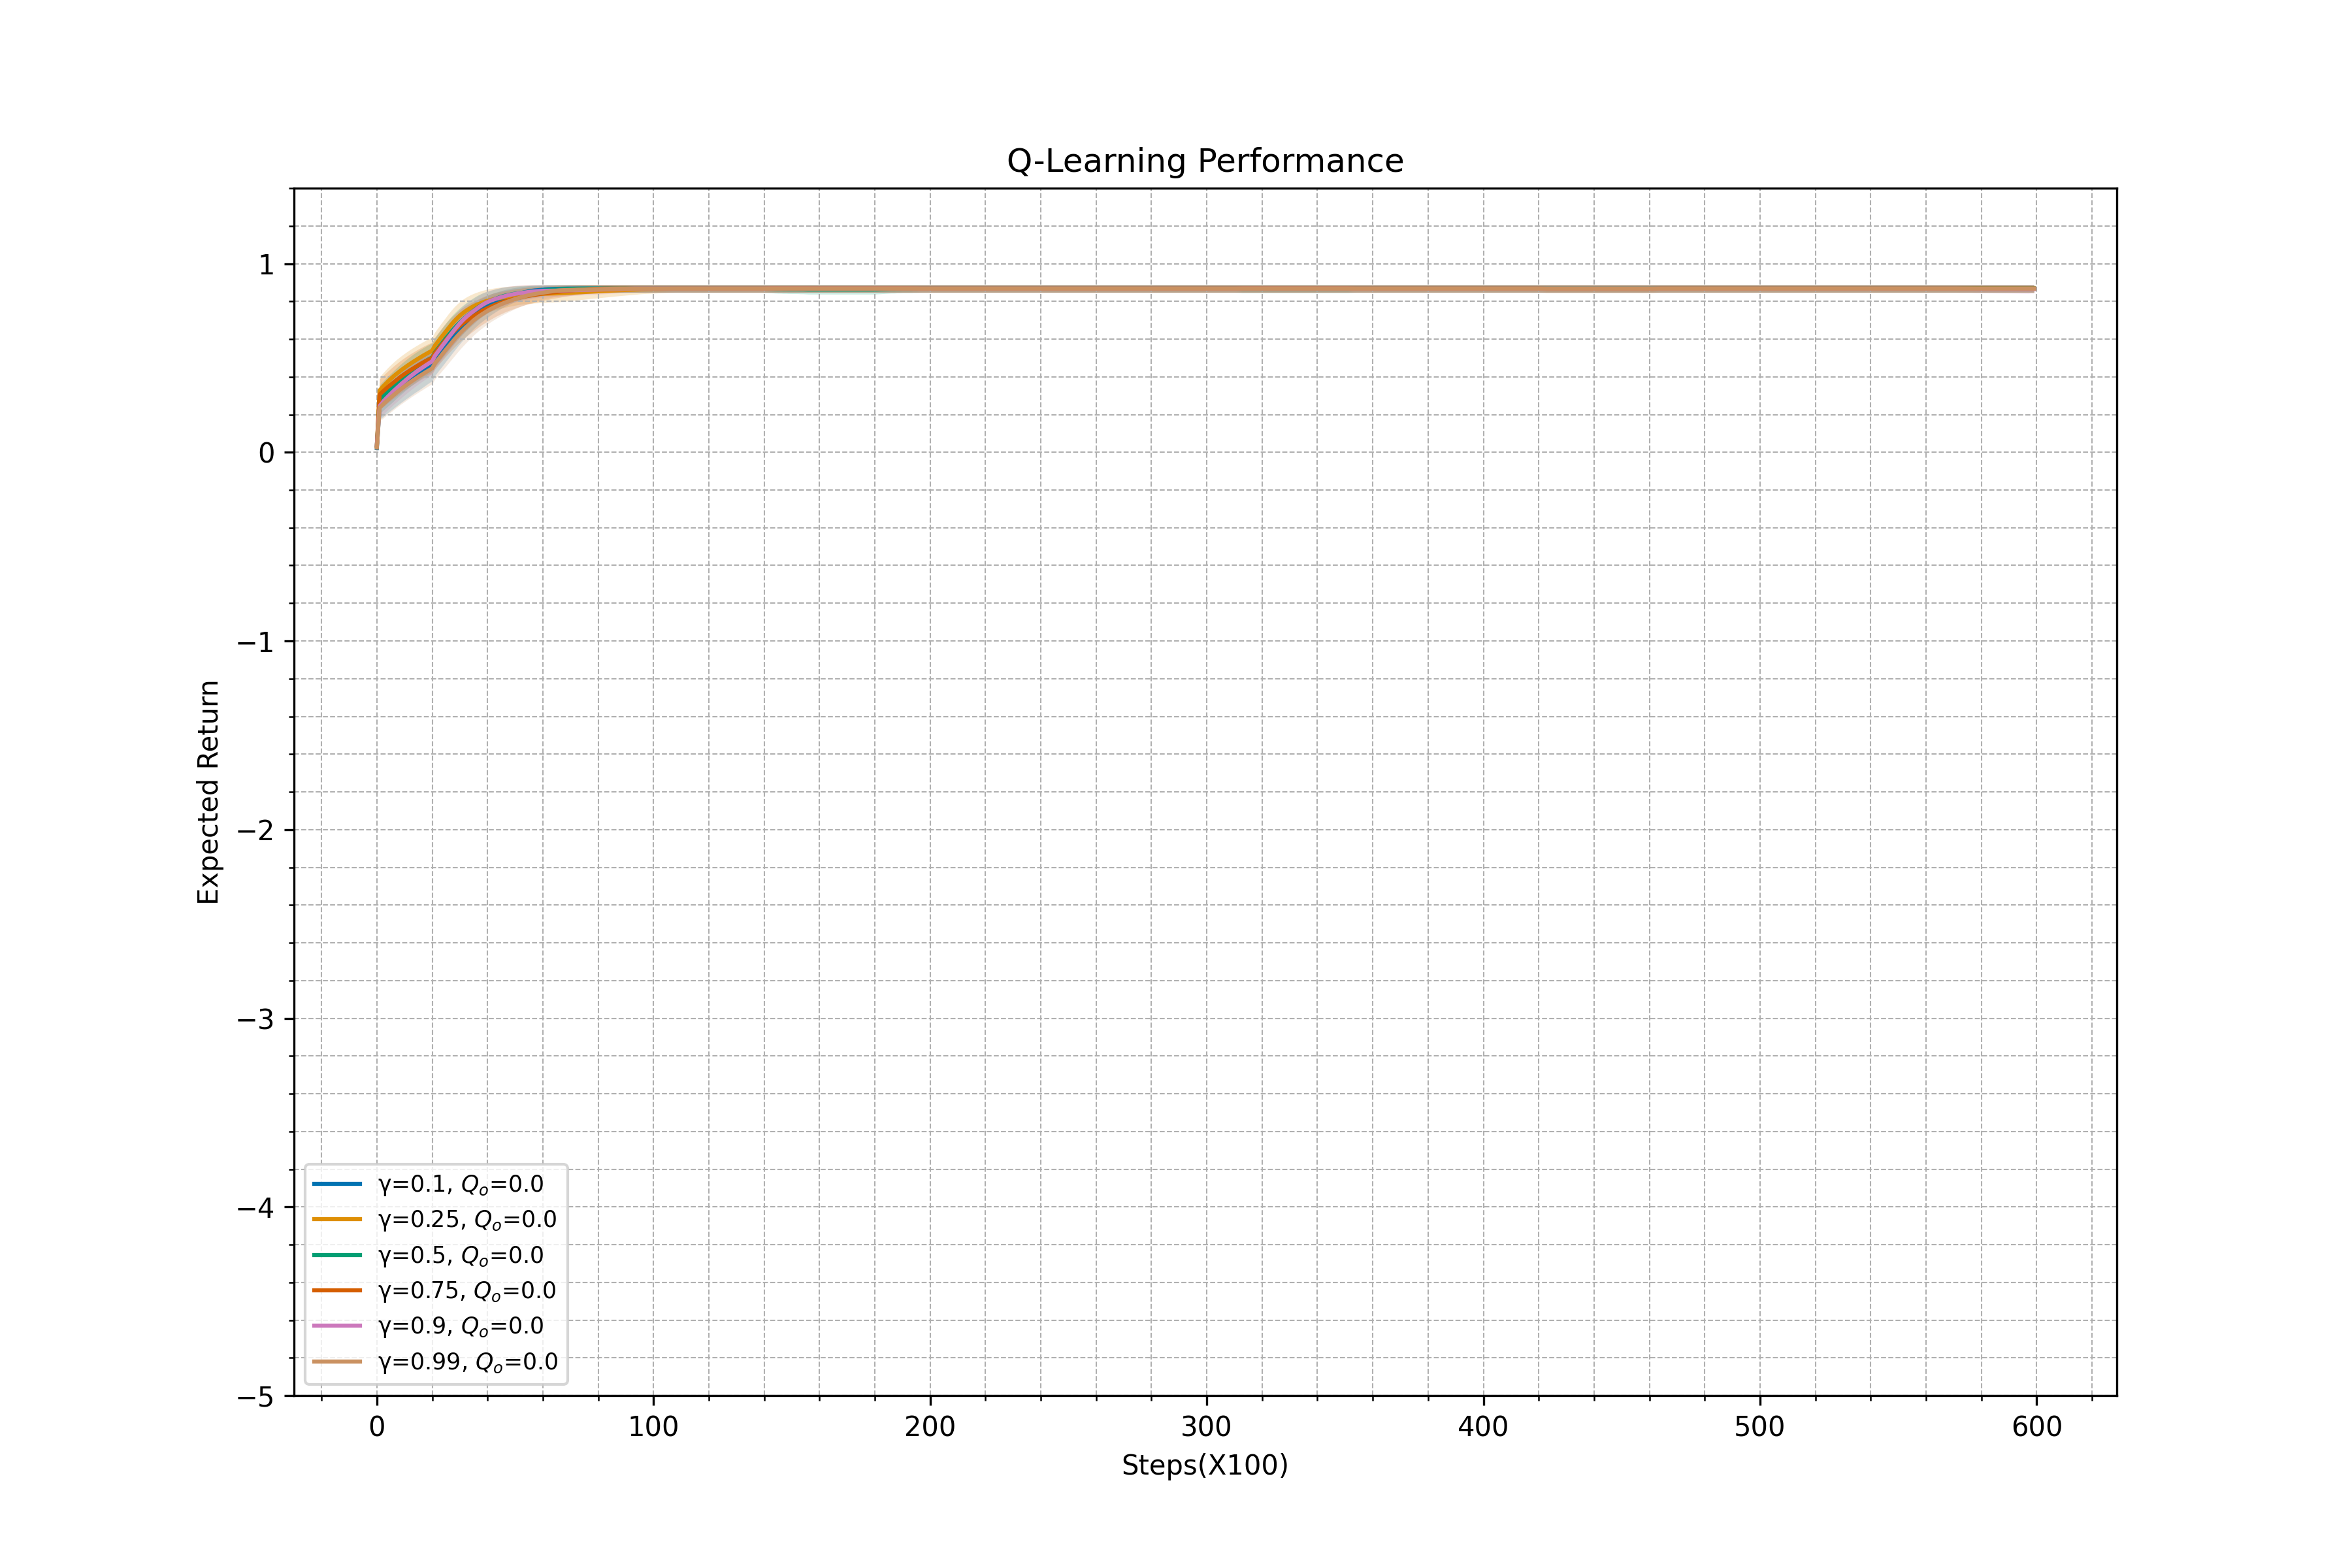 Q-Learning Performance
Expected Return
1
0
−1
−2
−3
−4
−5
γ=0.1, Qₒ=0.0
γ=0.25, Qₒ=0.0
γ=0.5, Qₒ=0.0
γ=0.75, Qₒ=0.0
γ=0.9, Qₒ=0.0
γ=0.99, Qₒ=0.0
0 100 200 300 400 500 600
Steps(X100)